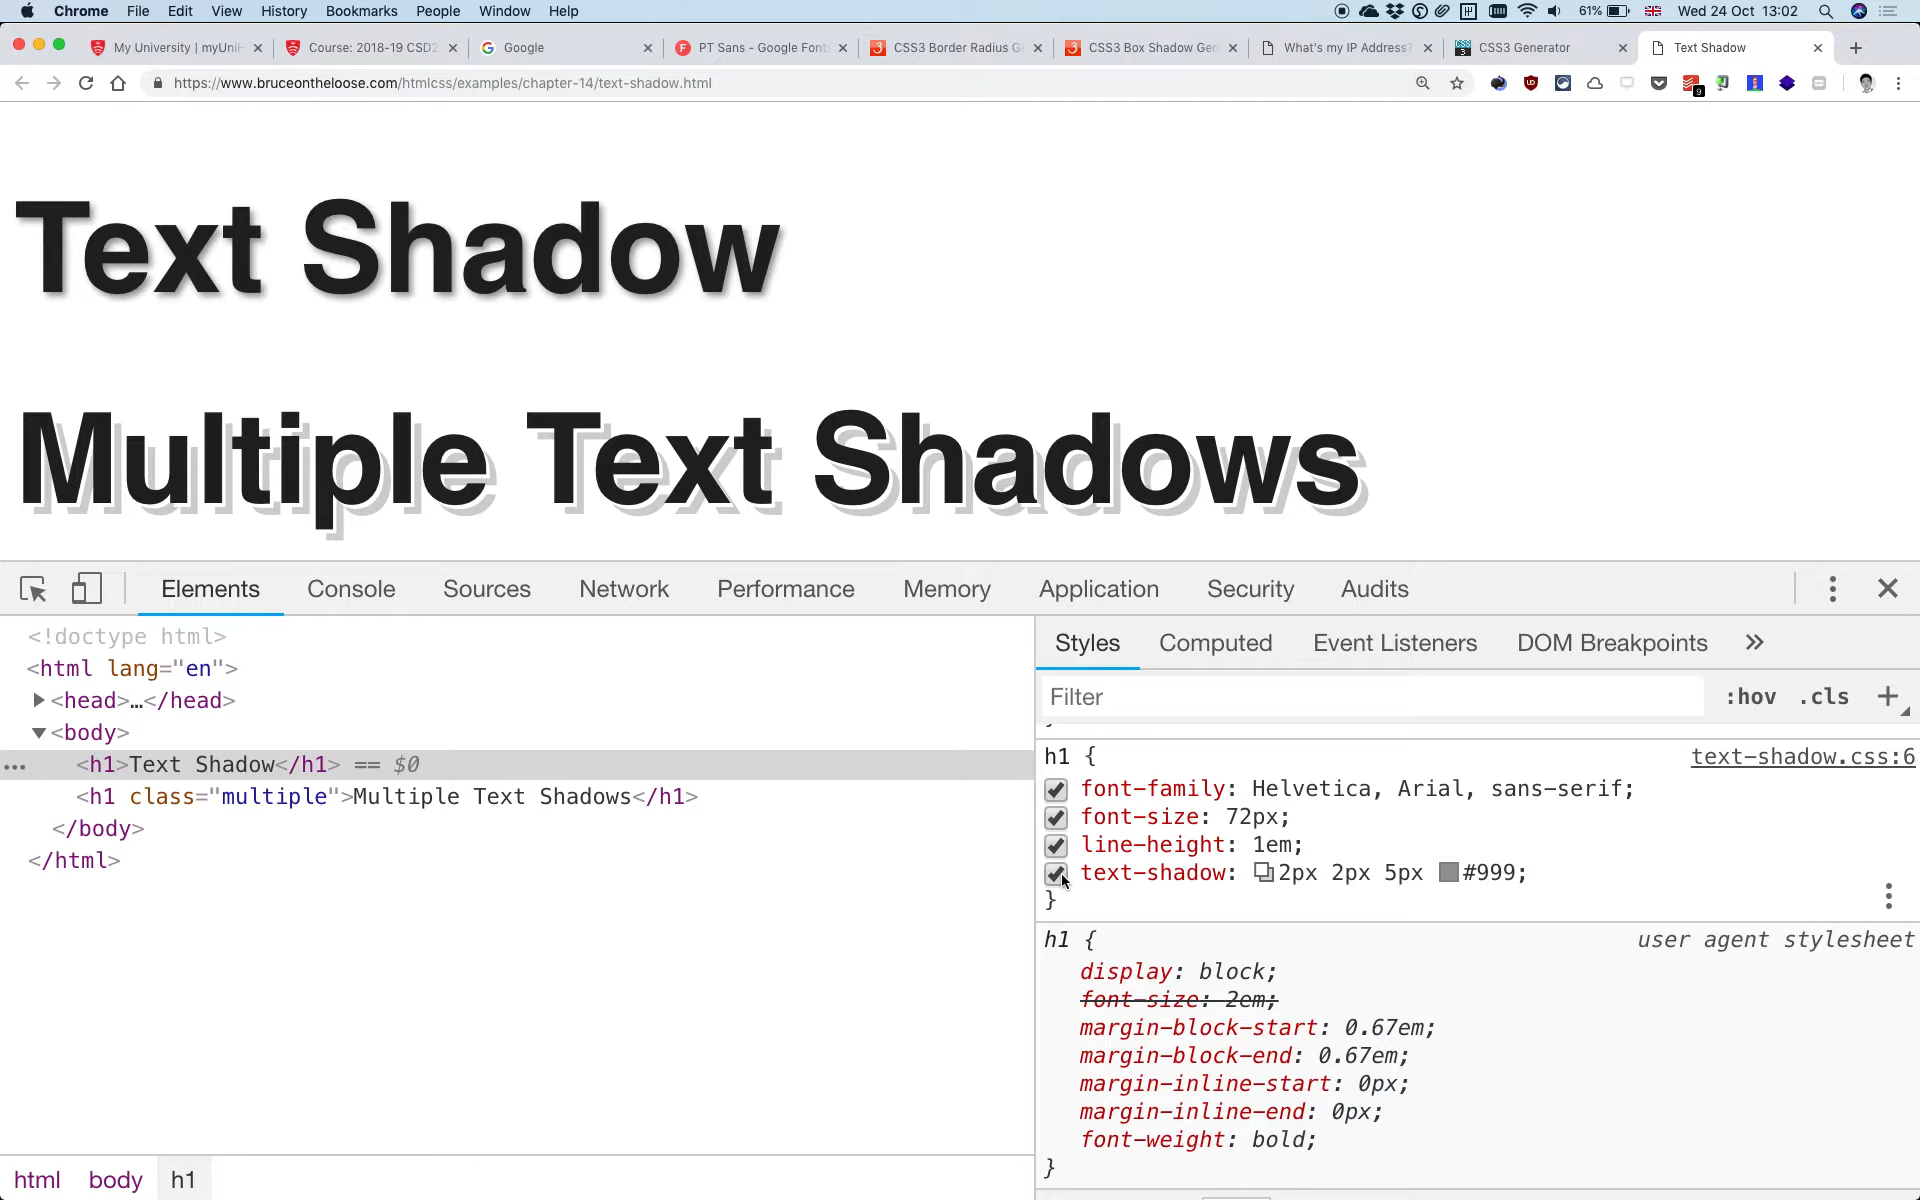 Chrome File Edit View History Bookmarks People Window Help 61% Wed 24 Oct 13:02
My University | myUniH Course: 2018-19 CSD2 Google PT Sans - Google Fonts CSS3 Border Radius Ge CSS3 Box Shadow Gen What's my IP Address? CSS3 Generator Text Shadow
https://www.bruceontheloose.com/htmlcss/examples/chapter-14/text-shadow.html 9
Text Shadow
Multiple Text Shadows
Elements Console Sources Network Performance Memory Application Security Audits
<!doctype html>
<html lang="en">
<head>…</head>
<body>
<h1>Text Shadow</h1> == $0
<h1 class="multiple">Multiple Text Shadows</h1>
</body>
</html>
html body h1
Styles Computed Event Listeners DOM Breakpoints
Filter :hov .cls
h1 { text-shadow.css:6
font-family: Helvetica, Arial, sans-serif;
font-size: 72px;
line-height: 1em;
text-shadow: 2px 2px 5px #999;
}
h1 { user agent stylesheet
display: block;
font-size: 2em;
margin-block-start: 0.67em;
margin-block-end: 0.67em;
margin-inline-start: 0px;
margin-inline-end: 0px;
font-weight: bold;
}